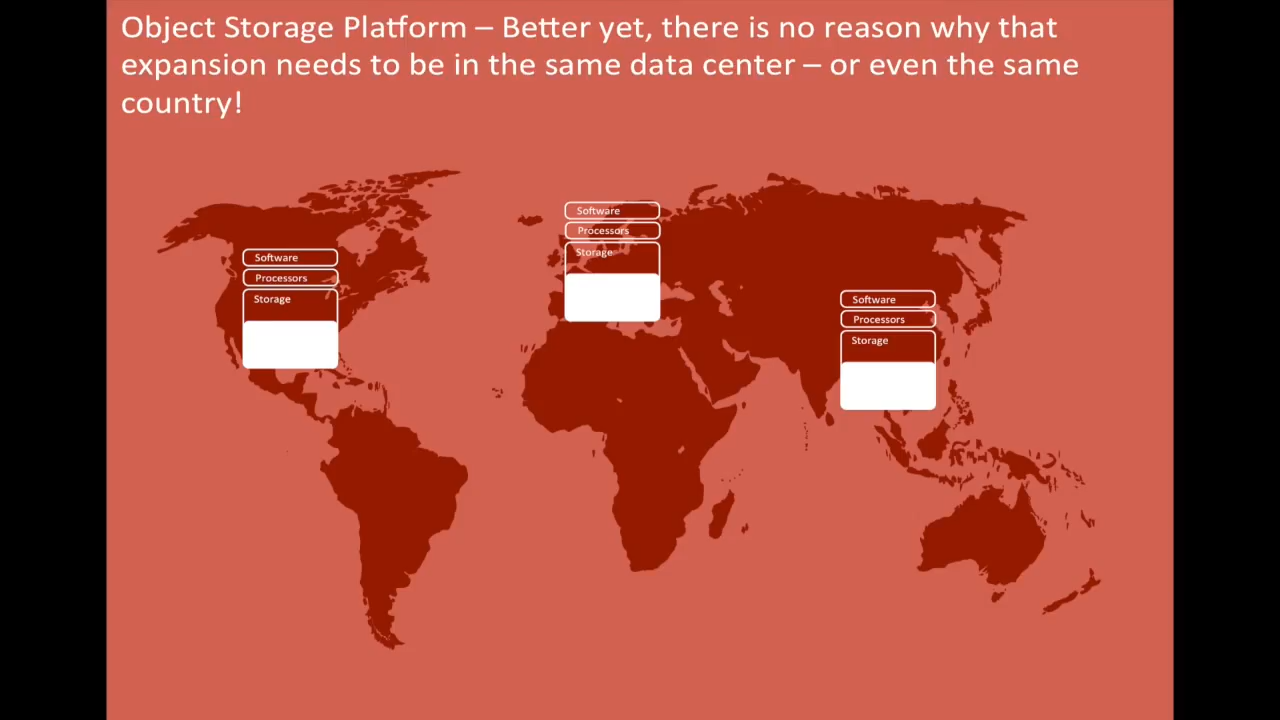 Object Storage Platform – Better yet, there is no reason why that
expansion needs to be in the same data center – or even the same
country!
Software
Processors
Storage
Software
Processors
Storage
Software
Processors
Storage